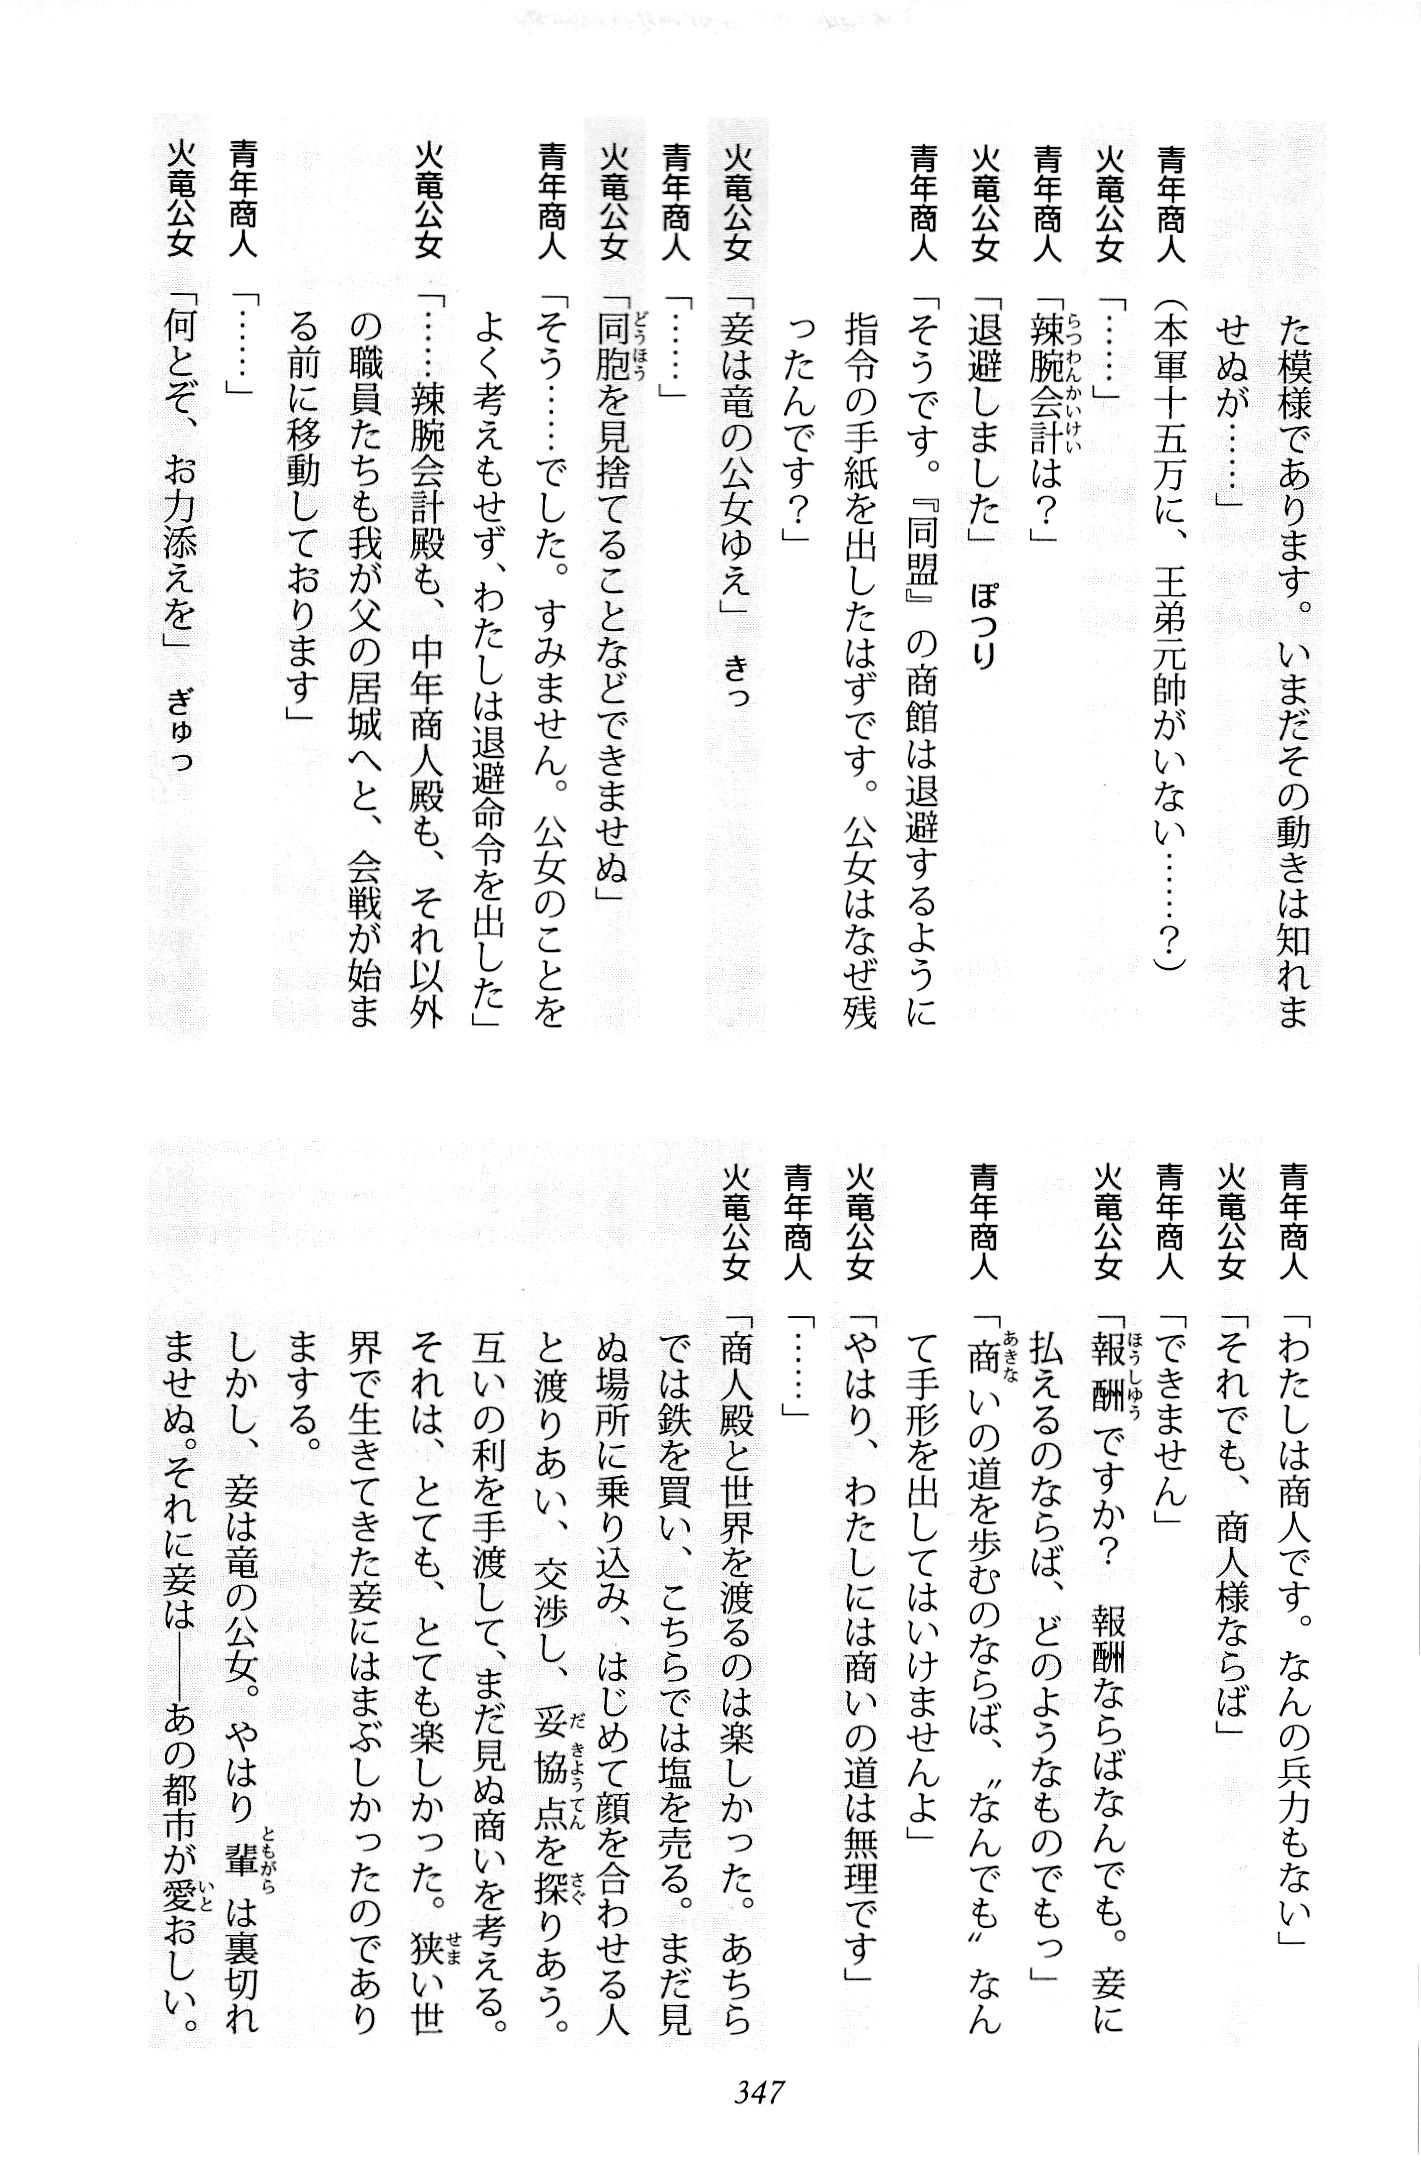 た模様であります。いまだその動きは知れま
せぬが……」
青年商人（本軍十五万に、王弟元帥がいない……？）
火竜公女「……」
青年商人「辣腕会計は？」
火竜公女「退避しました」　ぽつり
青年商人「そうです。『同盟』の商館は退避するように
指令の手紙を出したはずです。公女はなぜ残
ったんです？」
火竜公女「妾は竜の公女ゆえ」　きっ
青年商人「……」
火竜公女「同胞を見捨てることなどできませぬ」
青年商人「そう……でした。すみません。公女のことを
よく考えもせず、わたしは退避命令を出した」
火竜公女「……辣腕会計殿も、中年商人殿も、それ以外
の職員たちも我が父の居城へと、会戦が始ま
る前に移動しております」
青年商人「……」
火竜公女「何とぞ、お力添えを」　ぎゅっ
青年商人「わたしは商人です。なんの兵力もない」
火竜公女「それでも、商人様ならば」
青年商人「できません」
火竜公女「報酬ですか？　報酬ならばなんでも。妾に
払えるのならば、どのようなものでもっ」
青年商人「商いの道を歩むのならば、〝なんでも〟なん
て手形を出してはいけませんよ」
火竜公女「やはり、わたしには商いの道は無理です」
青年商人「……」
火竜公女「商人殿と世界を渡るのは楽しかった。あちら
では鉄を買い、こちらでは塩を売る。まだ見
ぬ場所に乗り込み、はじめて顔を合わせる人
と渡りあい、交渉し、妥協点を探りあう。
互いの利を手渡して、まだ見ぬ商いを考える。
それは、とても、とても楽しかった。狭い世
界で生きてきた妾にはまぶしかったのであり
まする。
しかし、妾は竜の公女。やはり輩は裏切れ
ませぬ。それに妾は――あの都市が愛おしい。
347